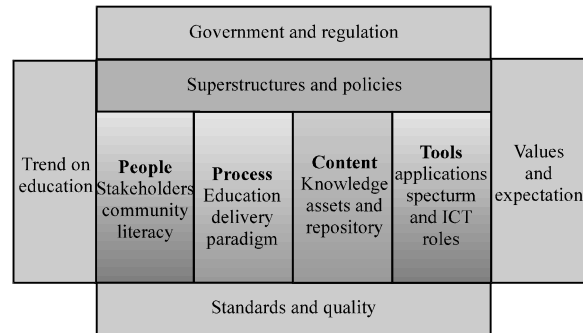 Government and regulation
Superstructures and policies
Trend on
education
People
Stakeholders
community
literacy
Process
Education
delivery
paradigm
Content
Knowledge
assets and
repository
Tools
applications
specturm
and ICT
roles
Values
and
expectation
Standards and quality